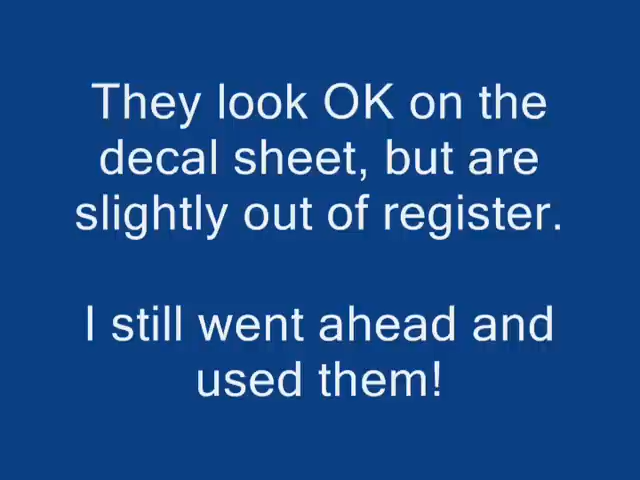 They look OK on the
decal sheet, but are
slightly out of register.
I still went ahead and
used them!